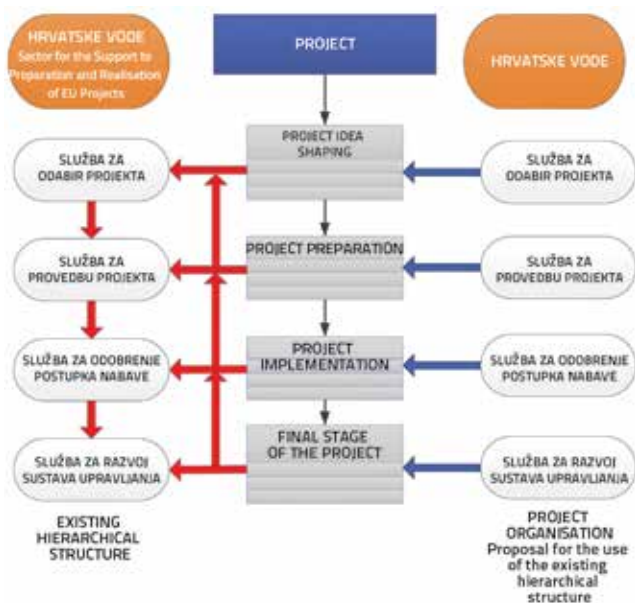 HRVATSKE VODE
Sector for the Support to
Preparation and Realisation
of EU Projects
PROJECT
HRVATSKE VODE
SLUŽBA ZA
ODABIR PROJEKTA
PROJECT IDEA
SHAPING
SLUŽBA ZA
ODABIR PROJEKTA
SLUŽBA ZA
PROVEDBU PROJEKTA
PROJECT PREPARATION
SLUŽBA ZA
PROVEDBU PROJEKTA
SLUŽBA ZA ODOBRENJE
POSTUPKA NABAVE
PROJECT
IMPLEMENTATION
SLUŽBA ZA ODOBRENJE
POSTUPKA NABAVE
SLUŽBA ZA RAZVOJ
SUSTAVA UPRAVLJANJA
FINAL STAGE
OF THE PROJECT
SLUŽBA ZA RAZVOJ
SUSTAVA UPRAVLJANJA
EXISTING
HIERARCHICAL
STRUCTURE
PROJECT
ORGANISATION
Proposal for the use
of the existing
hierarchical
structure